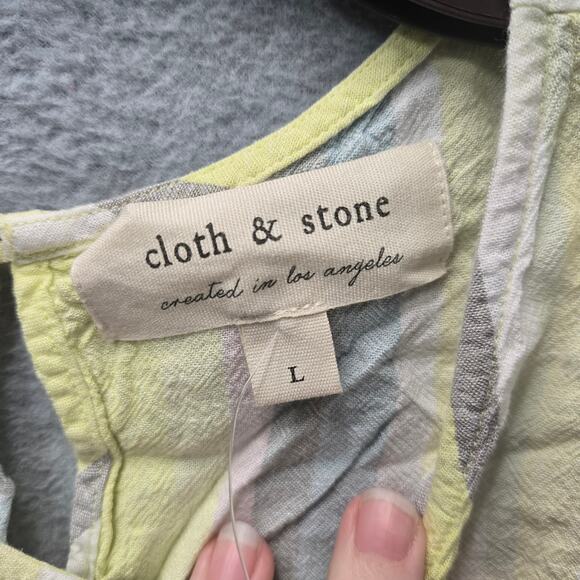 cloth & stone
created in los angeles
L